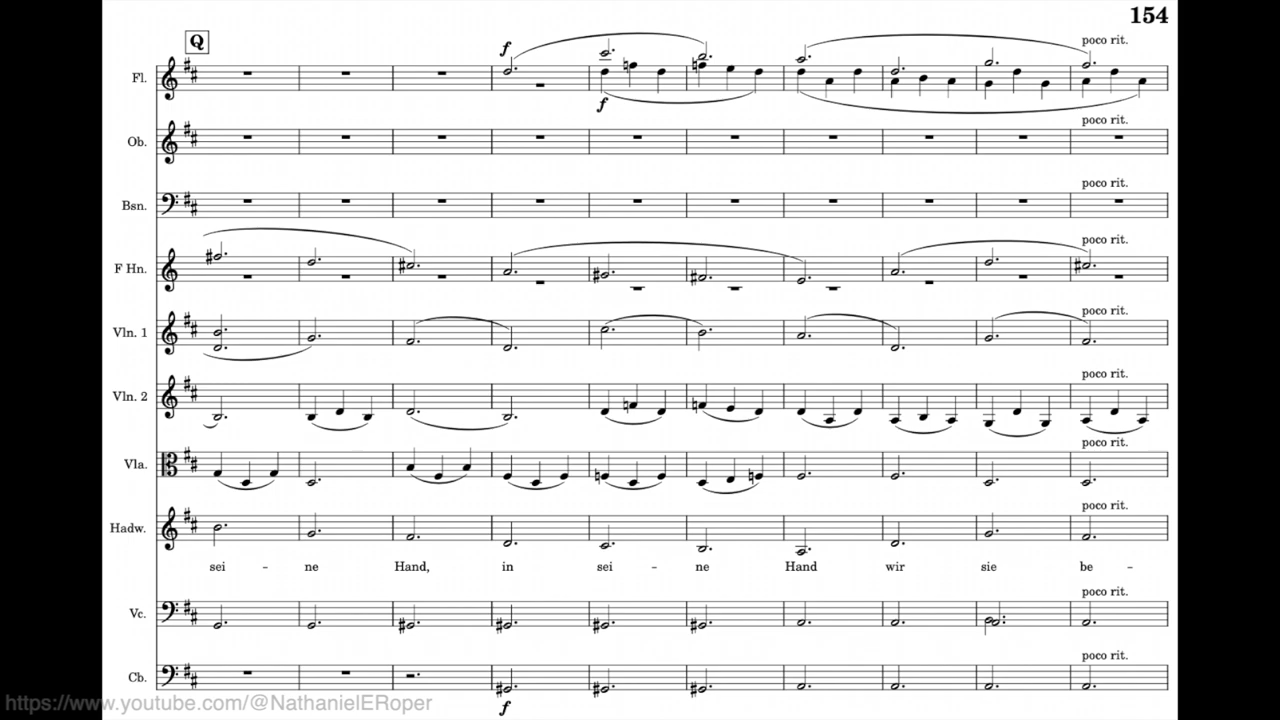 154
Q
f
poco rit.
Fl.
f
poco rit.
Ob.
poco rit.
Bsn.
poco rit.
F Hn.
poco rit.
Vln. 1
poco rit.
Vln. 2
poco rit.
Vla.
poco rit.
Hadw.
sei - ne Hand, in sei - ne Hand wir sie be -
poco rit.
Vc.
poco rit.
Cb.
f
https://www.youtube.com/@NathanielERoper